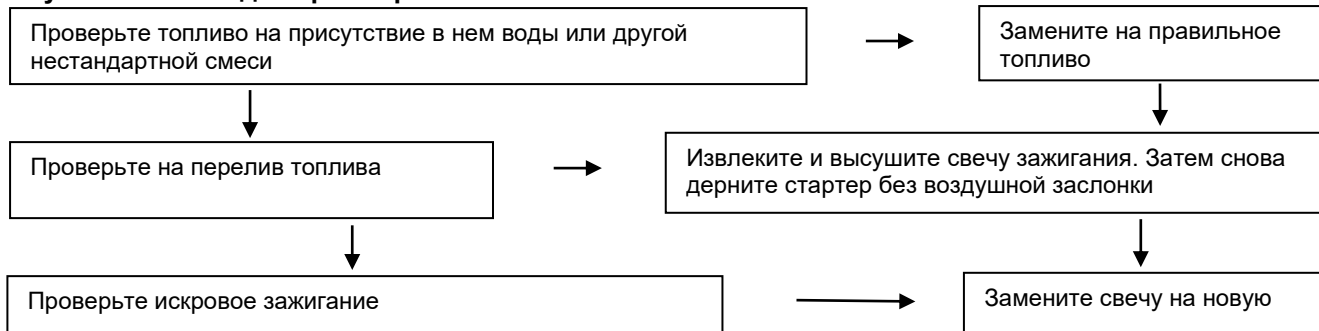 Проверьте топливо на присутствие в нем воды или другой
нестандартной смеси
Замените на правильное
топливо
Проверьте на перелив топлива
Извлеките и высушите свечу зажигания. Затем снова
дерните стартер без воздушной заслонки
Проверьте искровое зажигание
Замените свечу на новую